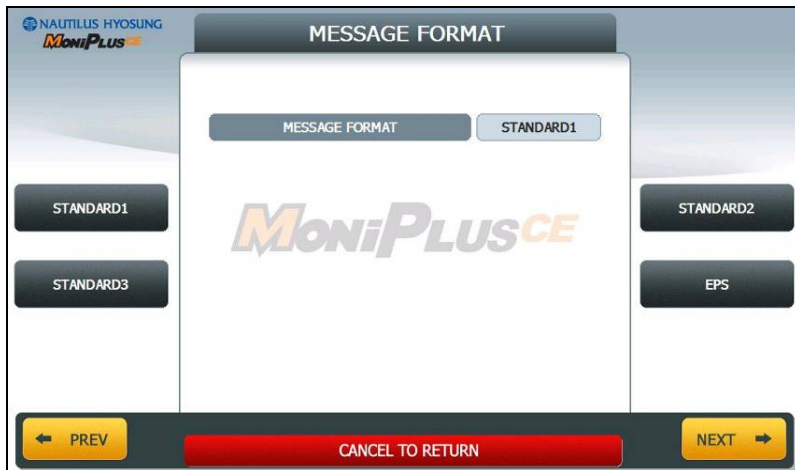 NAUTILUS HYOSUNG
MoniPlusCE
MESSAGE FORMAT
MESSAGE FORMAT STANDARD1
STANDARD1
STANDARD2
MoniPlusCE
STANDARD3
EPS
PREV
CANCEL TO RETURN
NEXT